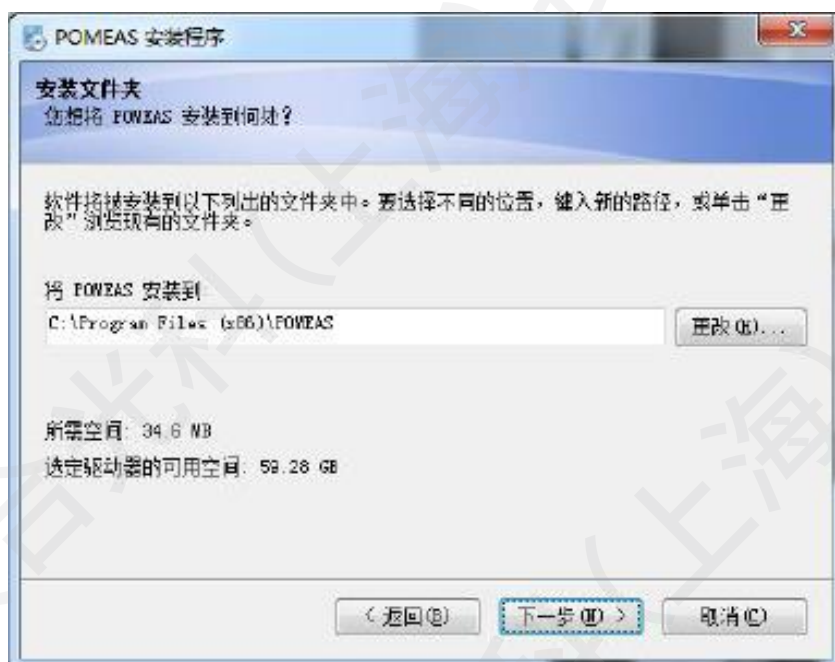 POMEAS 安装程序
安装文件夹
您想将 POMEAS 安装到何处?
软件将被安装到以下列出的文件夹中。要选择不同的位置,键入新的路径,或单击“更
改”浏览现有的文件夹。
将 POMEAS 安装到:
C:\Program Files (x86)\POMEAS
更改(H)...
所需空间: 34.6 MB
选定驱动器的可用空间: 59.28 GB
< 返回(B)
下一步(N) >
取消(C)